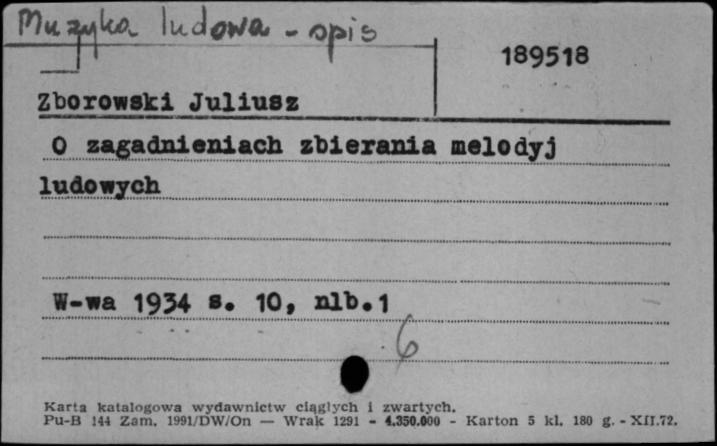 Muzyka ludowa - spis
189518
Zborowski Juliusz
O zagadnieniach zbierania melodyj
ludowych
W-wa 1934 s. 10, nlb.1
6
Karta katalogowa wydawnictw ciągłych i zwartych.
Pu-B 144 Zam. 1991/DW/On — Wrak 1291 - 4.350.000 - Karton 5 kl. 180 g. - XII.72.